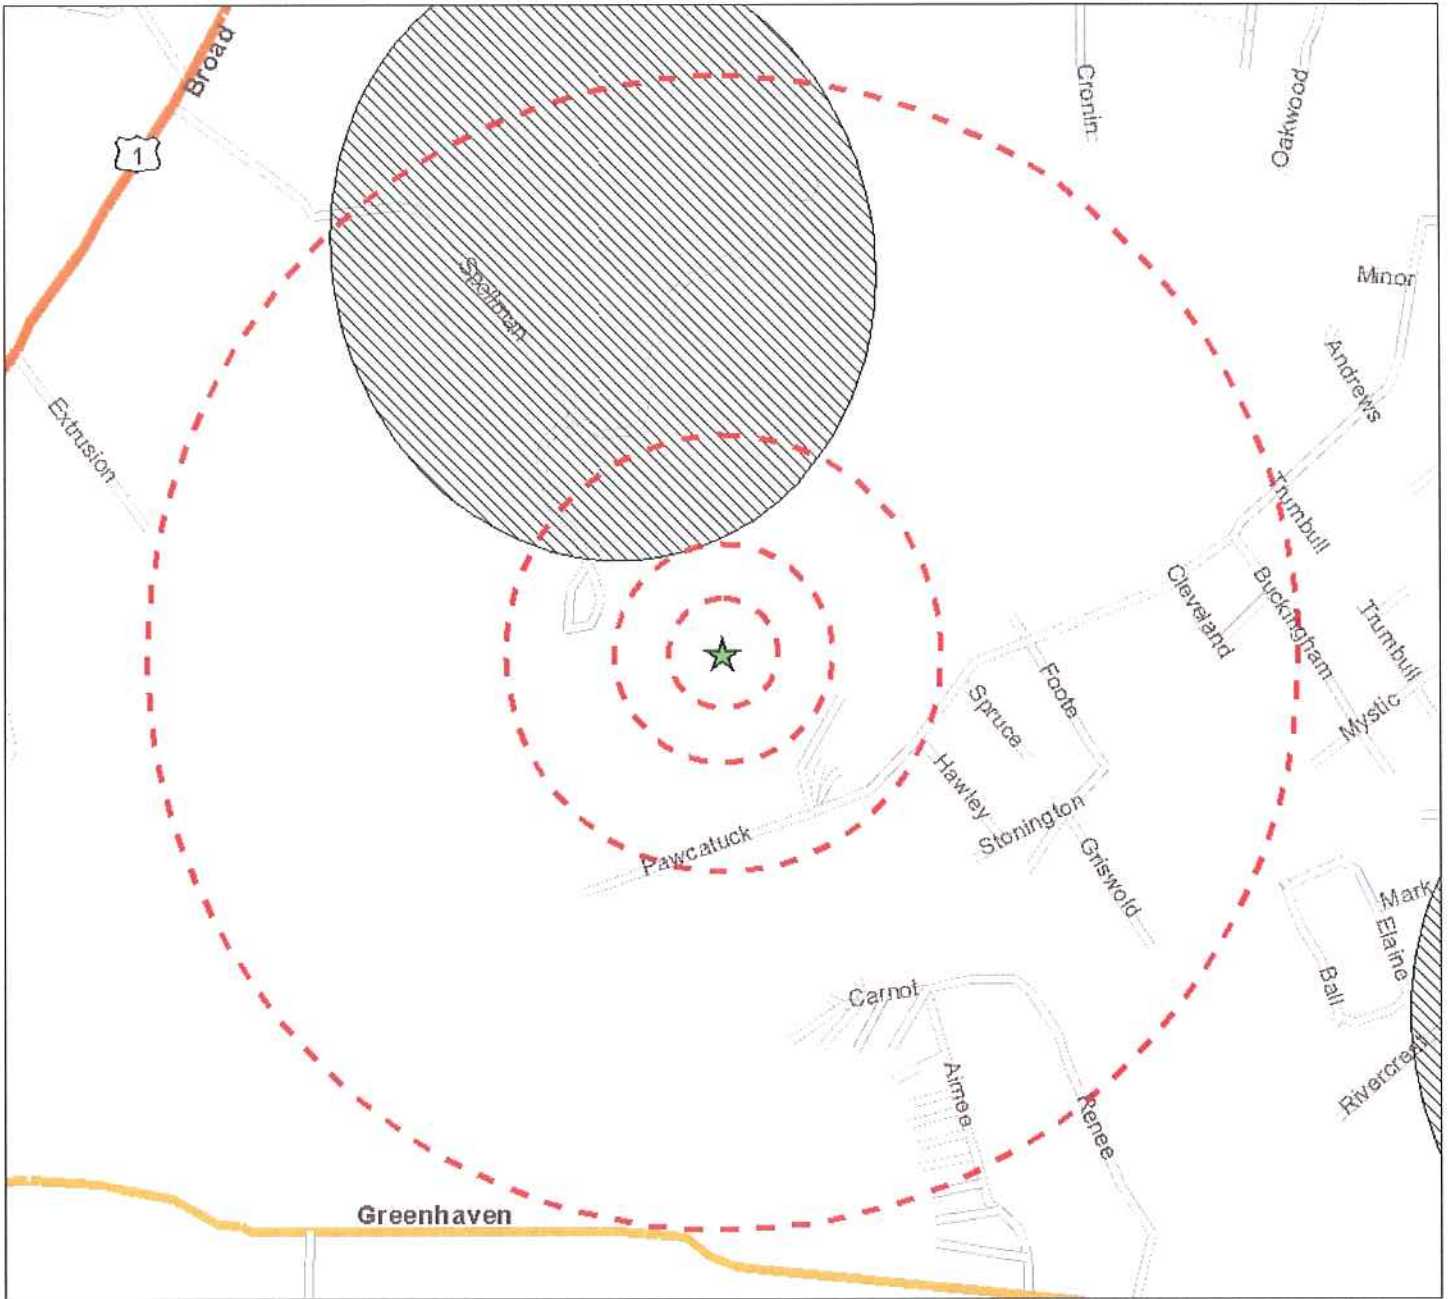 Broad
1
Cronin
Oakwood
Spellman
Minor
Andrews
Extrusion
Trumbull
Cleveland
Buckingham
Trumbull
Foote
Spruce
Mystic
Hawley
Stonington
Pawcatuck
Griswold
Mark
Elaine
Ball
Carnot
Rivercrest
Aimee
Renee
Greenhaven